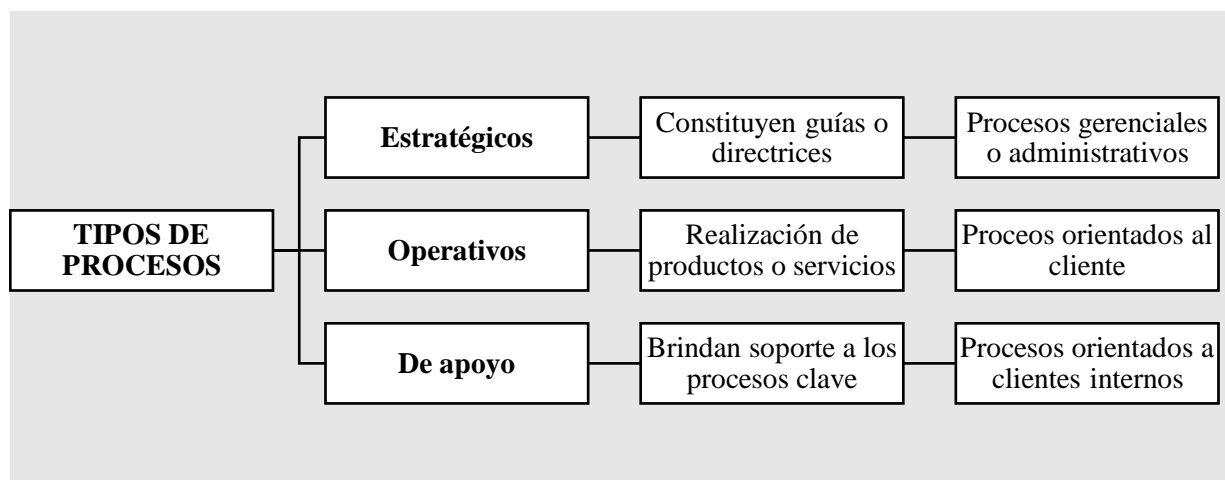 TIPOS DE
PROCESOS
Estratégicos
Constituyen guías o
directrices
Procesos gerenciales
o administrativos
Operativos
Realización de
productos o servicios
Proceos orientados al
cliente
De apoyo
Brindan soporte a los
procesos clave
Procesos orientados a
clientes internos